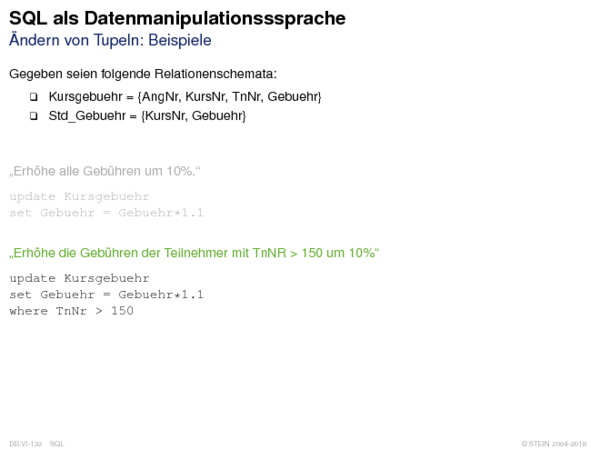 SQL als Datenmanipulationsssprache
Ändern von Tupeln: Beispiele
Gegeben seien folgende Relationenschemata:
❑ Kursgebuehr = {AngNr, KursNr, TnNr, Gebuehr}
❑ Std_Gebuehr = {KursNr, Gebuehr}
„Erhöhe alle Gebühren um 10%.“
update Kursgebuehr
set Gebuehr = Gebuehr*1.1
„Erhöhe die Gebühren der Teilnehmer mit TnNR > 150 um 10%“
update Kursgebuehr
set Gebuehr = Gebuehr*1.1
where TnNr > 150
DB:VI-132 SQL © STEIN 2004-2018